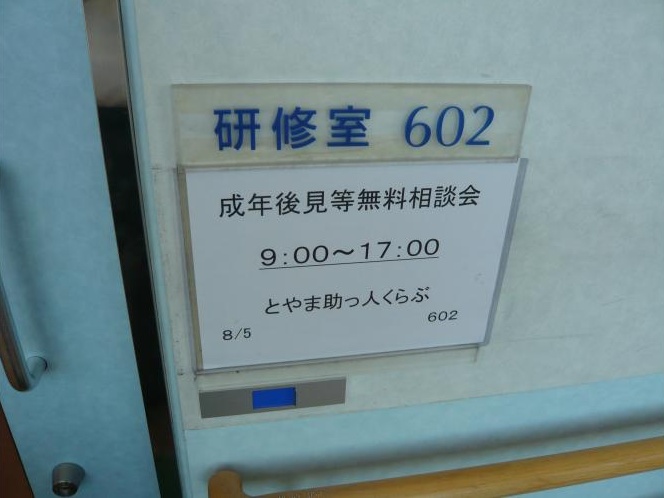 研修室 602
成年後見等無料相談会
9:00～17:00
とやま助っ人くらぶ
8/5 602